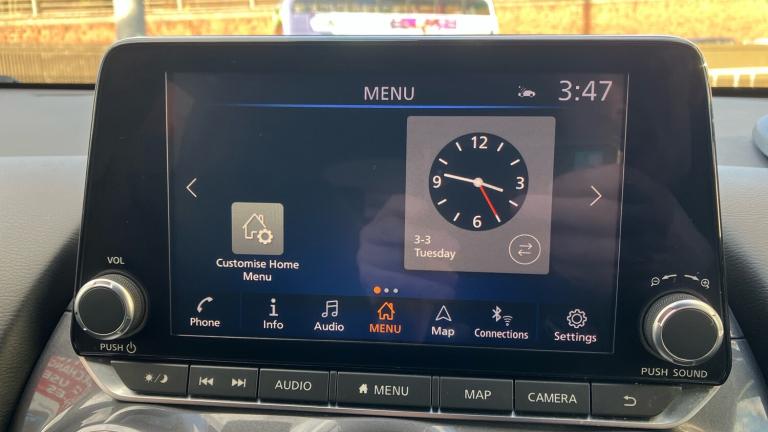 MENU
3:47
12
9
3
6
3-3
Tuesday
Customise Home
Menu
Phone
Info
Audio
MENU
Map
Connections
Settings
VOL
PUSH
PUSH SOUND
AUDIO
MENU
MAP
CAMERA